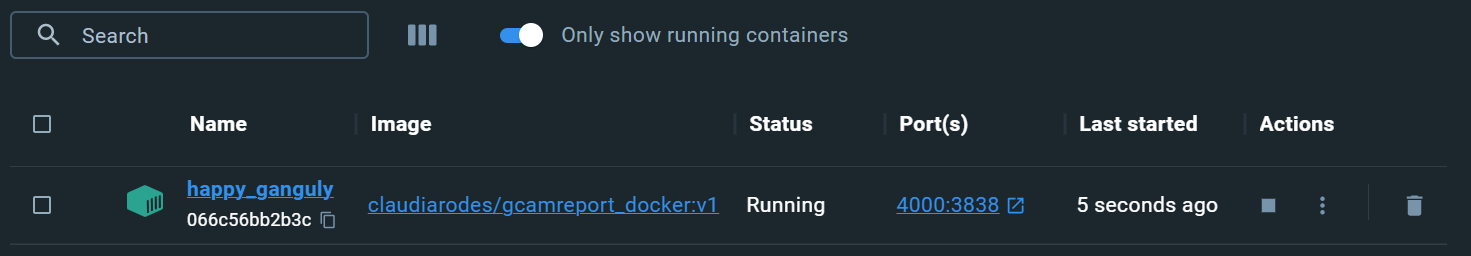 Search
Only show running containers
Name Image Status Port(s) Last started Actions
happy_ganguly
066c56bb2b3c
claudiarodes/gcamreport_docker:v1 Running 4000:3838 5 seconds ago